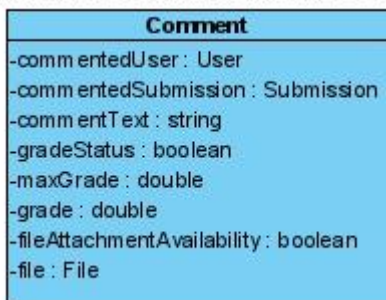 Comment
-commentedUser : User
-commentedSubmission : Submission
-commentText : string
-gradeStatus : boolean
-maxGrade : double
-grade : double
-fileAttachmentAvailability : boolean
-file : File